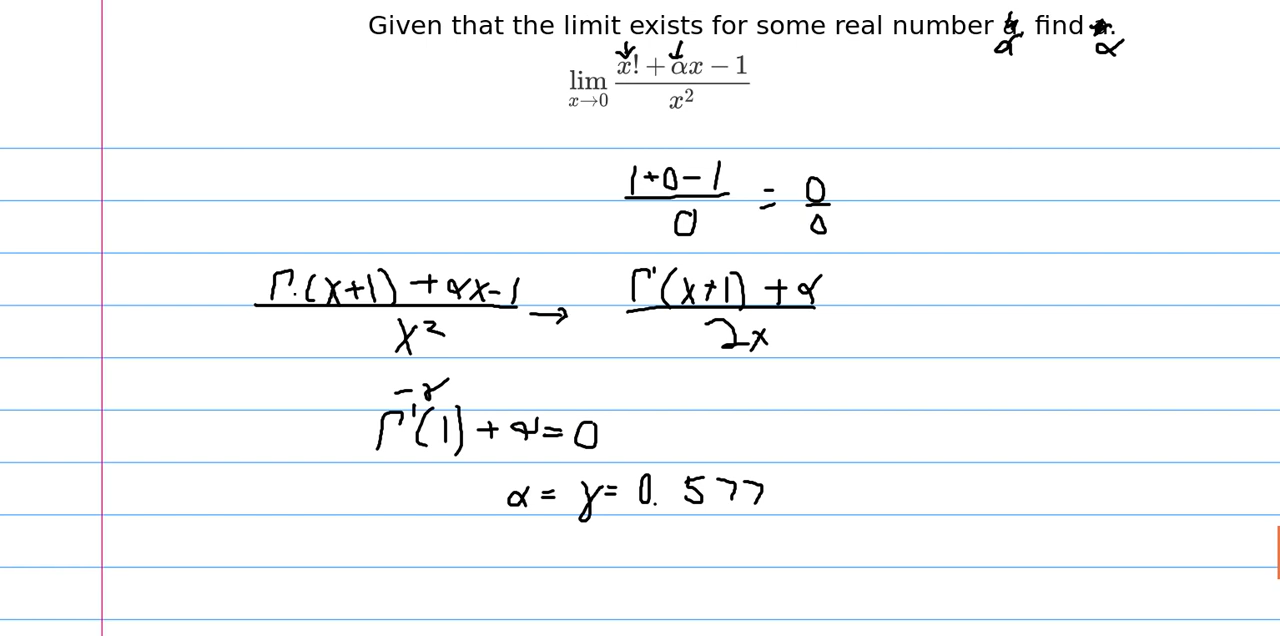 Given that the limit exists for some real number α, find α.
lim x→0 (x! + αx − 1)/x²
(1+0−1)/0 = 0/0
(Γ(x+1) + αx−1)/x² → (Γ'(x+1) + α)/2x
−γ
Γ'(1) + α = 0
α = γ = 0.577